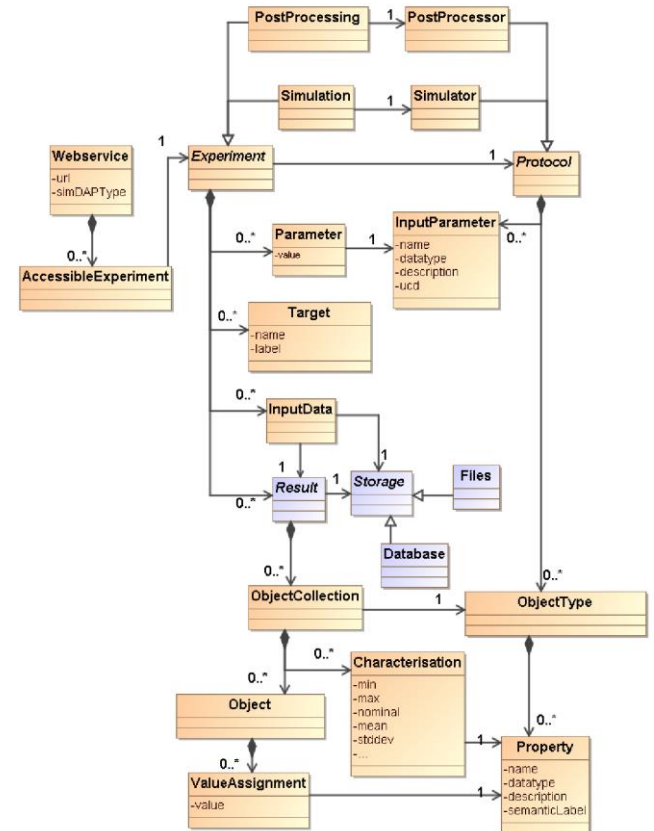 PostProcessing
1
PostProcessor
Simulation
1
Simulator
Webservice
-url
-simDAPType
1
Experiment
1
Protocol
0..*
AccessibleExperiment
0..*
Parameter
-value
1
InputParameter
-name
-datatype
-description
-ucd
0..*
0..*
Target
-name
-label
0..*
InputData
1
1
0..*
Result
1
Storage
Files
Database
0..*
ObjectCollection
1
0..*
ObjectType
0..*
Characterisation
-min
-max
-nominal
-mean
-stddev
-...
0..*
Object
0..*
1
Property
-name
-datatype
-description
-semanticLabel
0..*
ValueAssignment
-value
1